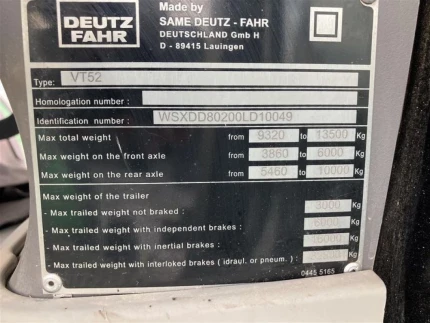 DEUTZ
FAHR
Made by
SAME DEUTZ - FAHR
DEUTSCHLAND Gmb H
D - 89415 Lauingen
Type: VT52
Homologation number:
Identification number: WSXDD80200LD10049
Max total weight from 9320 to 13500 Kg
Max weight on the front axle from 3860 to 6000 Kg
Max weight on the rear axle from 5460 to 10000 Kg
Max weight of the trailer
- Max trailed weight not braked: 3000 Kg
- Max trailed weight with independent brakes: 6000 Kg
- Max trailed weight with inertial brakes: Kg
- Max trailed weight with interloked brakes ( idraul. or pneum. ) : Kg
0445 5165